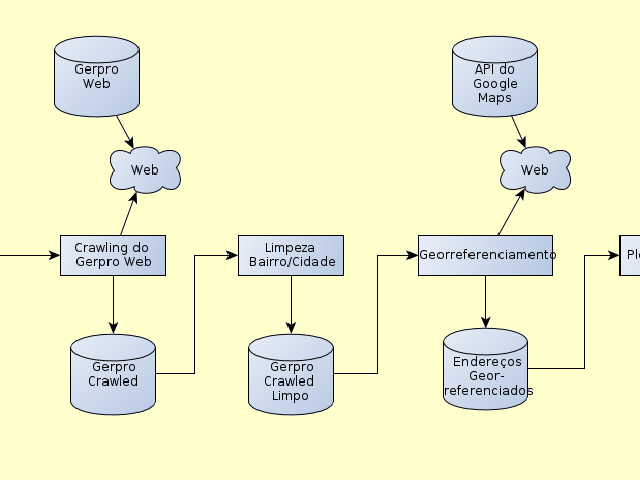 Gerpro
Web
API do
Google
Maps
Web
Web
Crawling do
Gerpro Web
Limpeza
Bairro/Cidade
Georreferenciamento
Gerpro
Crawled
Gerpro
Crawled
Limpo
Endereços
Geor-
referenciados